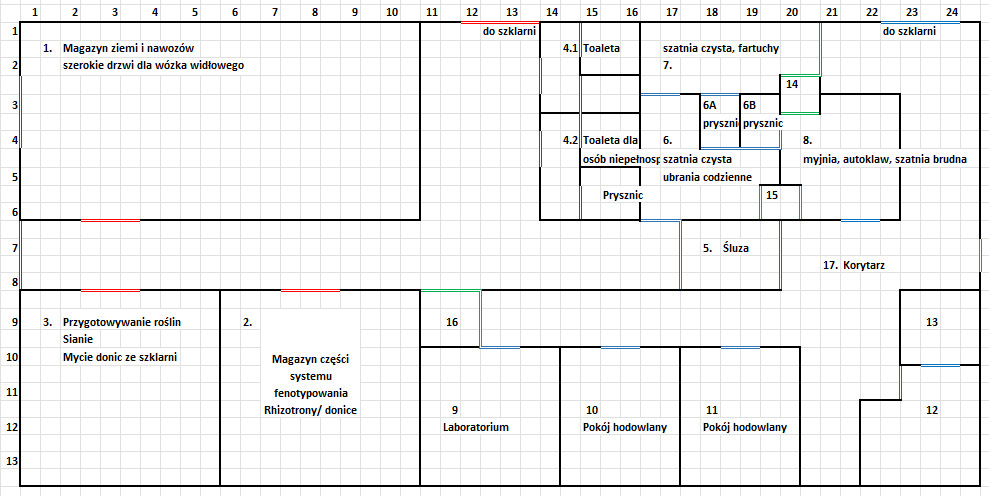 1 2 3 4 5 6 7 8 9 10 11 12 13 14 15 16 17 18 19 20 21 22 23 24
1 do szklarni do szklarni
1. Magazyn ziemi i nawozów 4.1 Toaleta szatnia czysta, fartuchy
2 szerokie drzwi dla wózka widłowego 7.
14
3 6A 6B
prysznic prysznic
4 4.2 Toaleta dla 6. 8.
osób niepełnosp szatnia czysta myjnia, autoklaw, szatnia brudna
5 ubrania codzienne
Prysznic 15
6
7 5. Śluza
17. Korytarz
8
9 3. Przygotowywanie roślin 2. 16 13
Sianie
10 Mycie donic ze szklarni Magazyn części
systemu
11 fenotypowania
Rhizotrony/ donice 9 10 11 12
12 Laboratorium Pokój hodowlany Pokój hodowlany
13